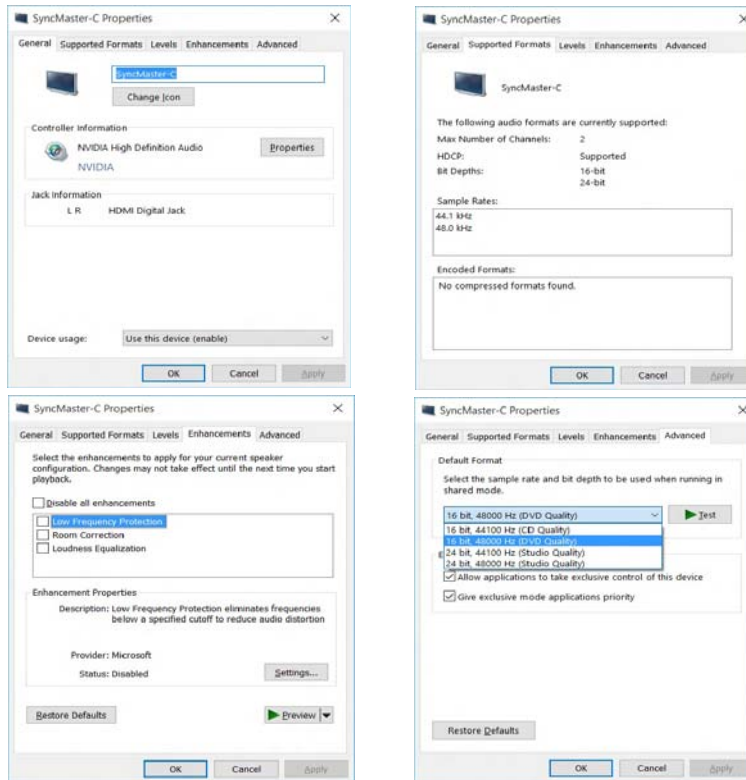 SyncMaster-C Properties
General Supported Formats Levels Enhancements Advanced
SyncMaster-C
Change Icon
Controller Information
NVIDIA High Definition Audio Properties
NVIDIA
Jack Information
L R HDMI Digital Jack
Device usage: Use this device (enable)
OK Cancel Apply
SyncMaster-C Properties
General Supported Formats Levels Enhancements Advanced
SyncMaster-C
The following audio formats are currently supported:
Max Number of Channels: 2
HDCP: Supported
Bit Depths: 16-bit
24-bit
Sample Rates:
44.1 kHz
48.0 kHz
Encoded Formats:
No compressed formats found.
OK Cancel Apply
SyncMaster-C Properties
General Supported Formats Levels Enhancements Advanced
Select the enhancements to apply for your current speaker
configuration. Changes may not take effect until the next time you start
playback.
Disable all enhancements
Low Frequency Protection
Room Correction
Loudness Equalization
Enhancement Properties
Description: Low Frequency Protection eliminates frequencies
below a specified cutoff to reduce audio distortion
Provider: Microsoft
Status: Disabled Settings...
Restore Defaults Preview
OK Cancel Apply
SyncMaster-C Properties
General Supported Formats Levels Enhancements Advanced
Default Format
Select the sample rate and bit depth to be used when running in
shared mode.
16 bit, 48000 Hz (DVD Quality) Test
16 bit, 44100 Hz (CD Quality)
16 bit, 48000 Hz (DVD Quality)
24 bit, 44100 Hz (Studio Quality)
24 bit, 48000 Hz (Studio Quality)
Allow applications to take exclusive control of this device
Give exclusive mode applications priority
Restore Defaults
OK Cancel Apply